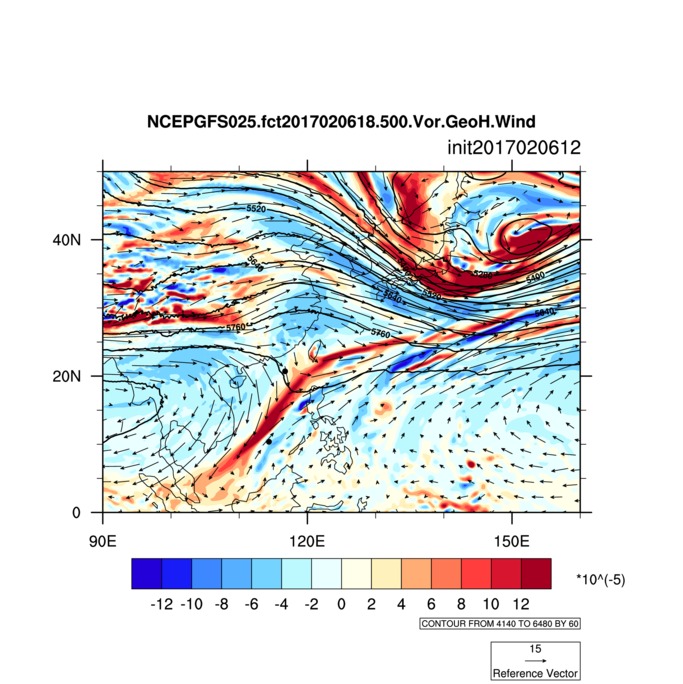 NCEPGFS025.fct2017020618.500.Vor.GeoH.Wind
init2017020612
5520
40N
5640
5280
5400
5520
5640
5640
5760
5760
20N
0
90E 120E 150E
-12 -10 -8 -6 -4 -2 0 2 4 6 8 10 12
*10^(-5)
CONTOUR FROM 4140 TO 6480 BY 60
15
Reference Vector